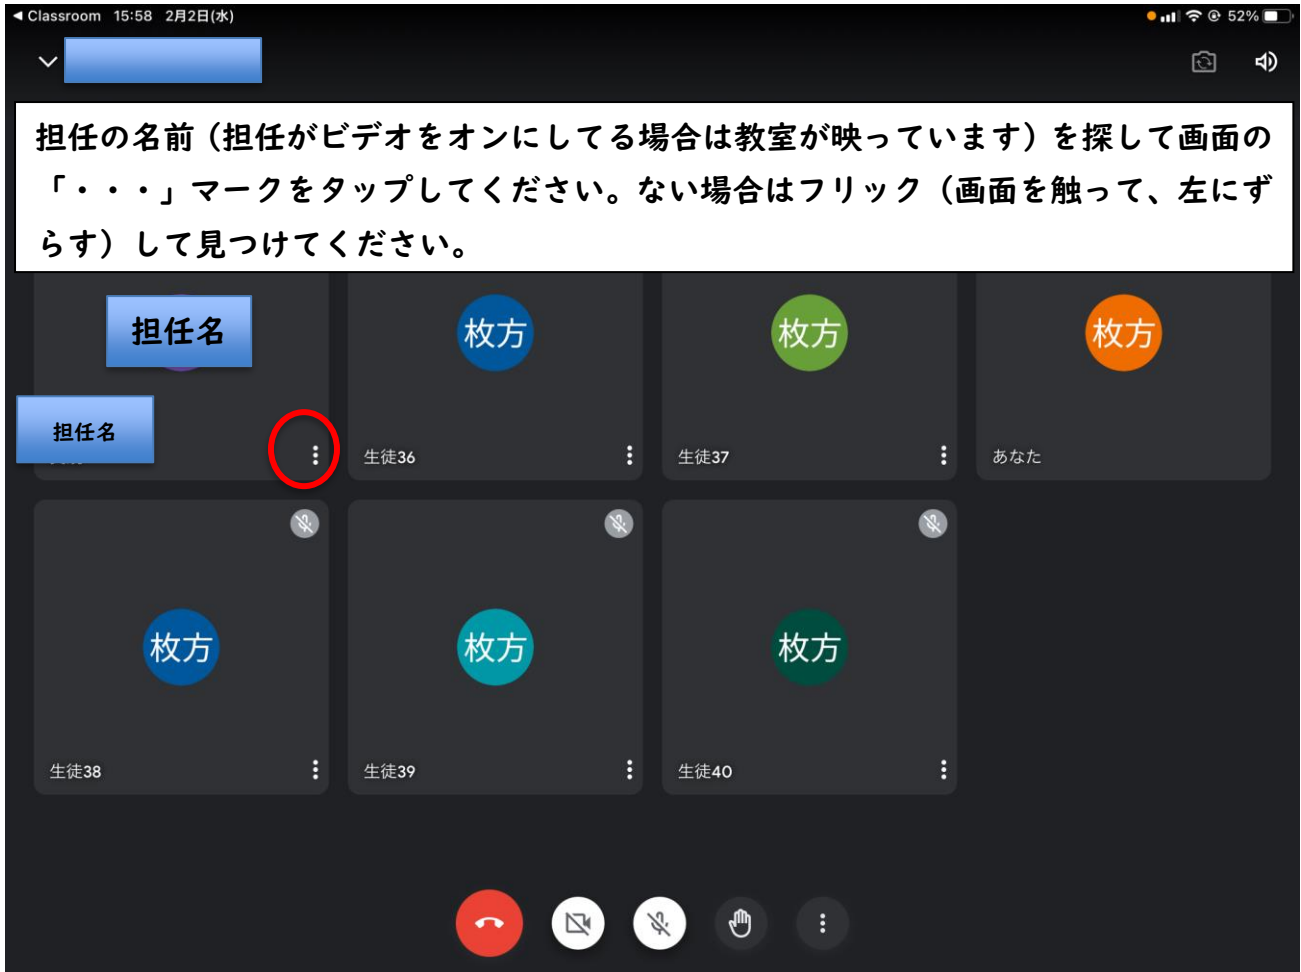 ◀ Classroom 15:58 2月2日(水)
52%
担任の名前（担任がビデオをオンにしてる場合は教室が映っています）を探して画面の
「・・・」マークをタップしてください。ない場合はフリック（画面を触って、左にず
らす）して見つけてください。
担任名
枚方
枚方
枚方
担任名
生徒36
生徒37
あなた
枚方
枚方
枚方
生徒38
生徒39
生徒40